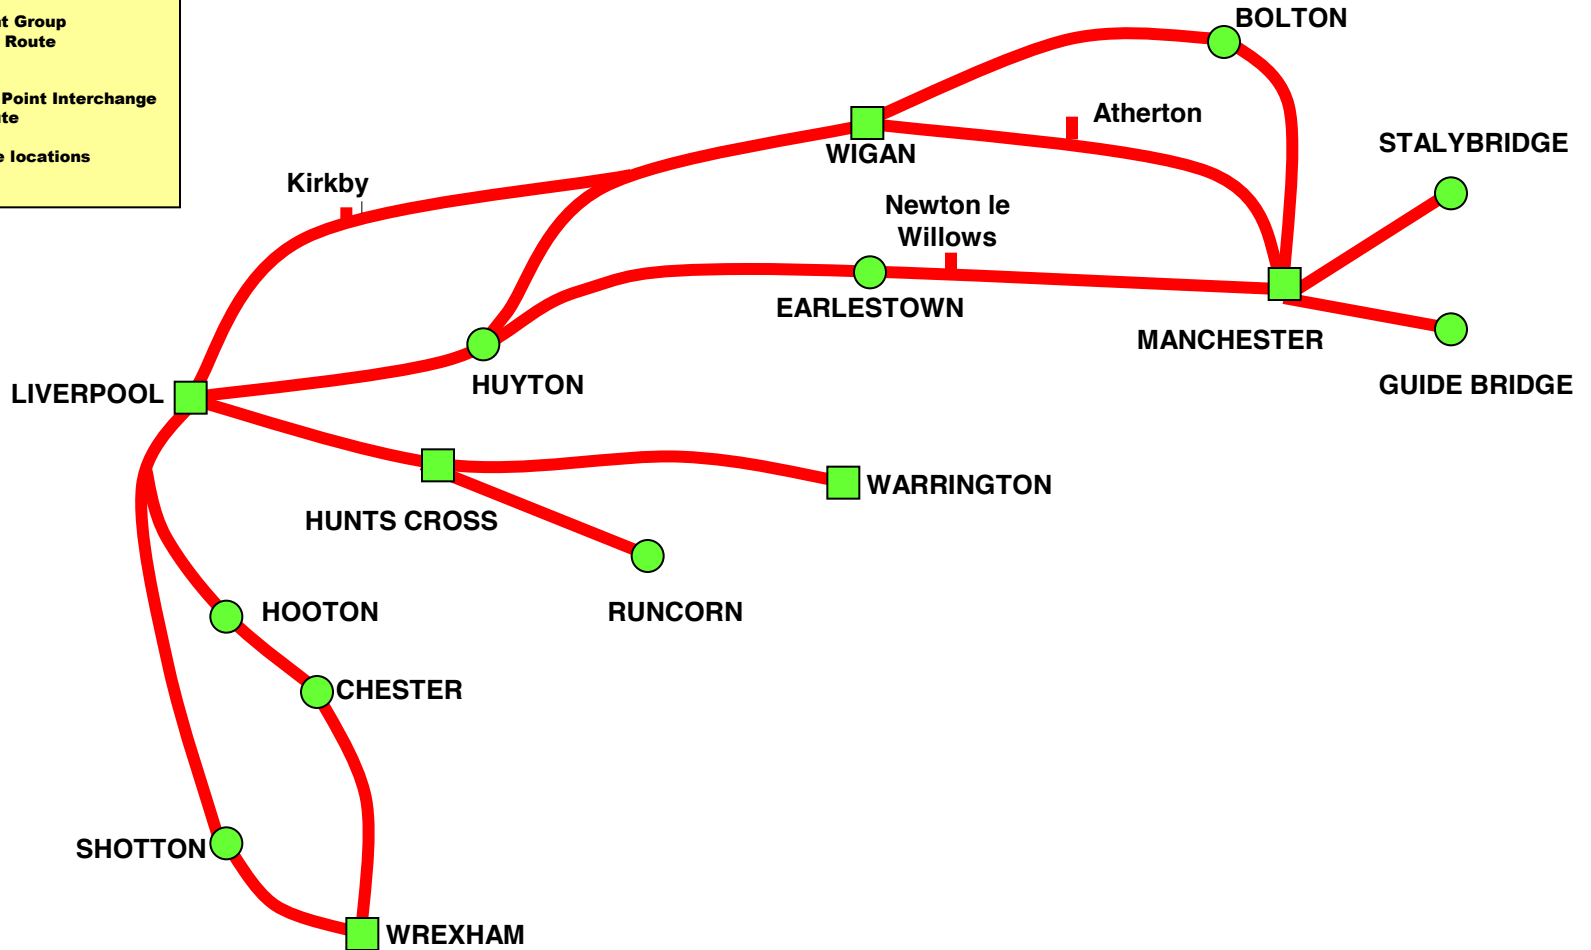 Group
Route
Point Interchange
locations
BOLTON
Atherton
STALYBRIDGE
WIGAN
Kirkby
Newton le
Willows
EARLESTOWN
MANCHESTER
GUIDE BRIDGE
HUYTON
LIVERPOOL
WARRINGTON
HUNTS CROSS
RUNCORN
HOOTON
CHESTER
SHOTTON
WREXHAM